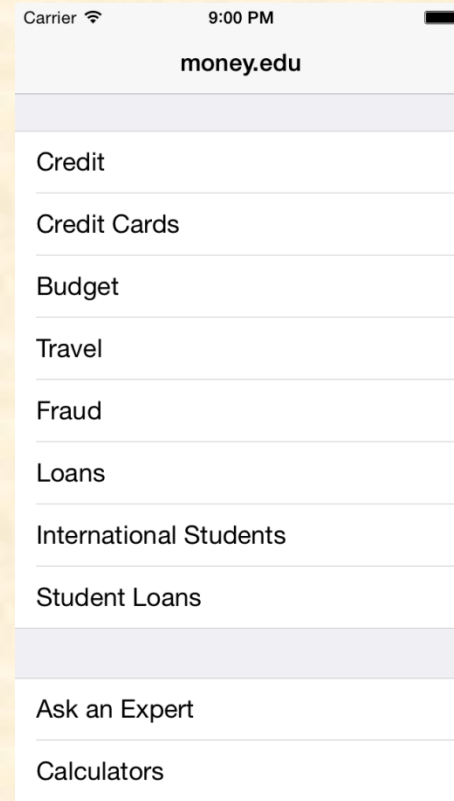 Carrier 9:00 PM
money.edu
Credit
Credit Cards
Budget
Travel
Fraud
Loans
International Students
Student Loans
Ask an Expert
Calculators